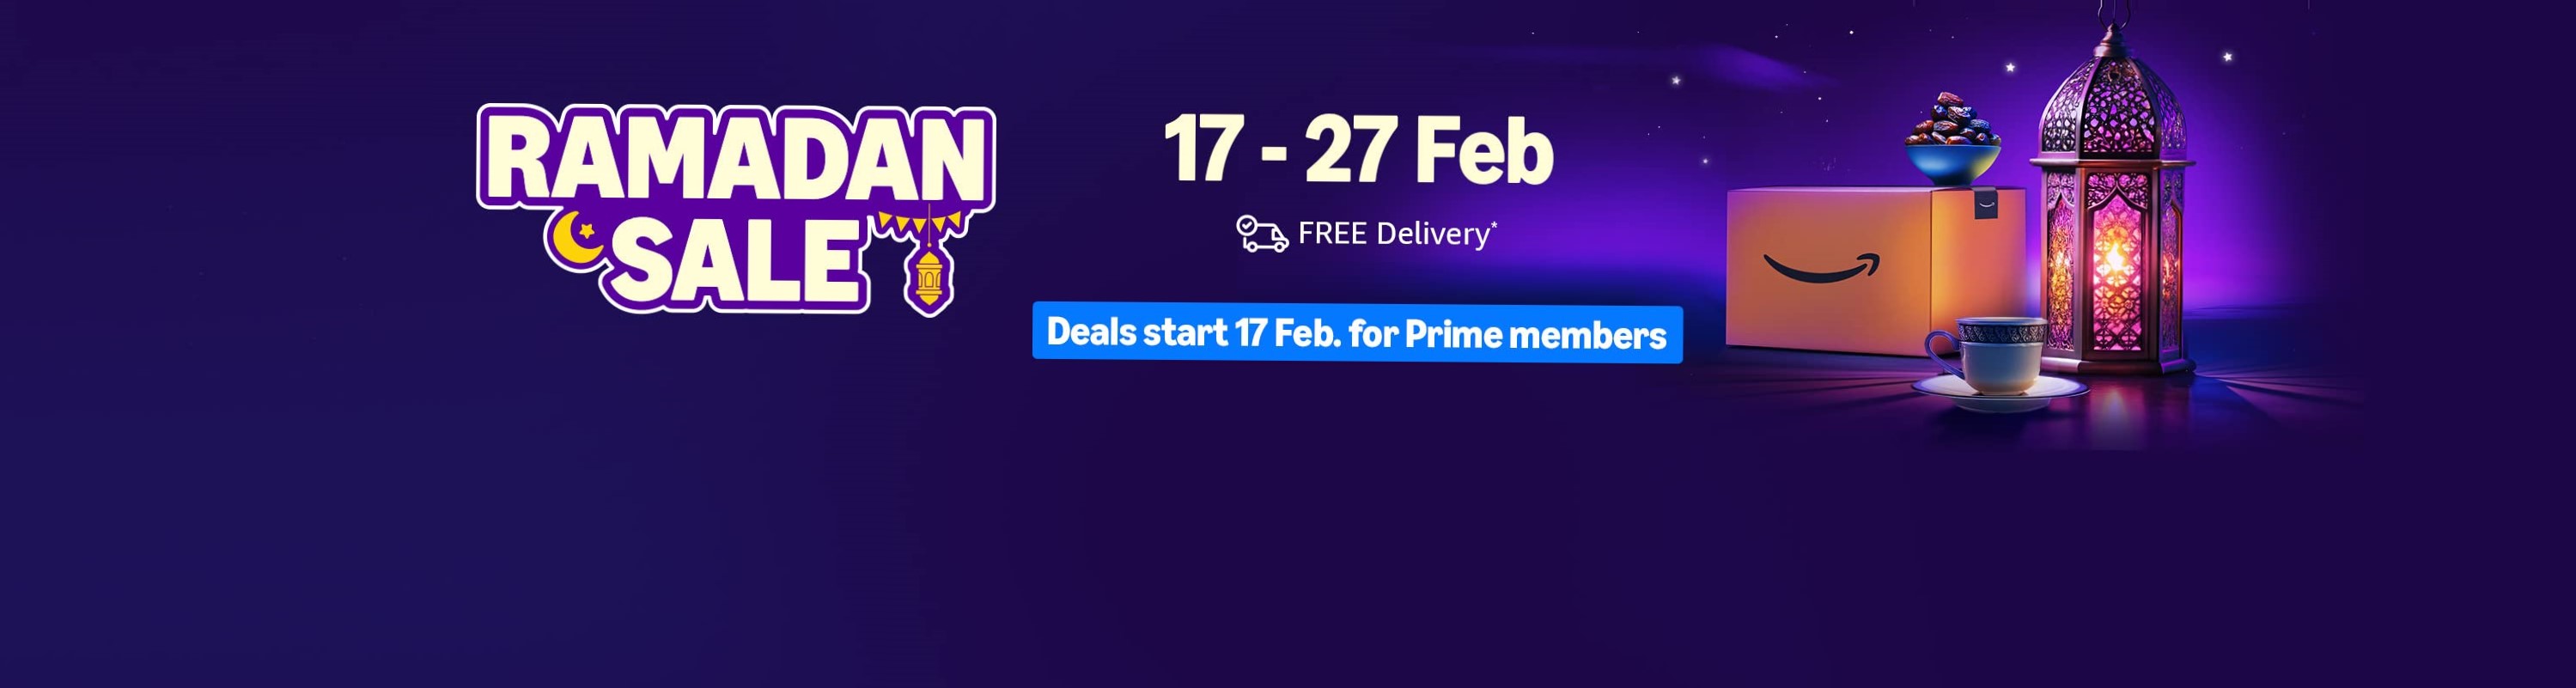 RAMADAN
SALE
17 - 27 Feb
FREE Delivery*
Deals start 17 Feb. for Prime members